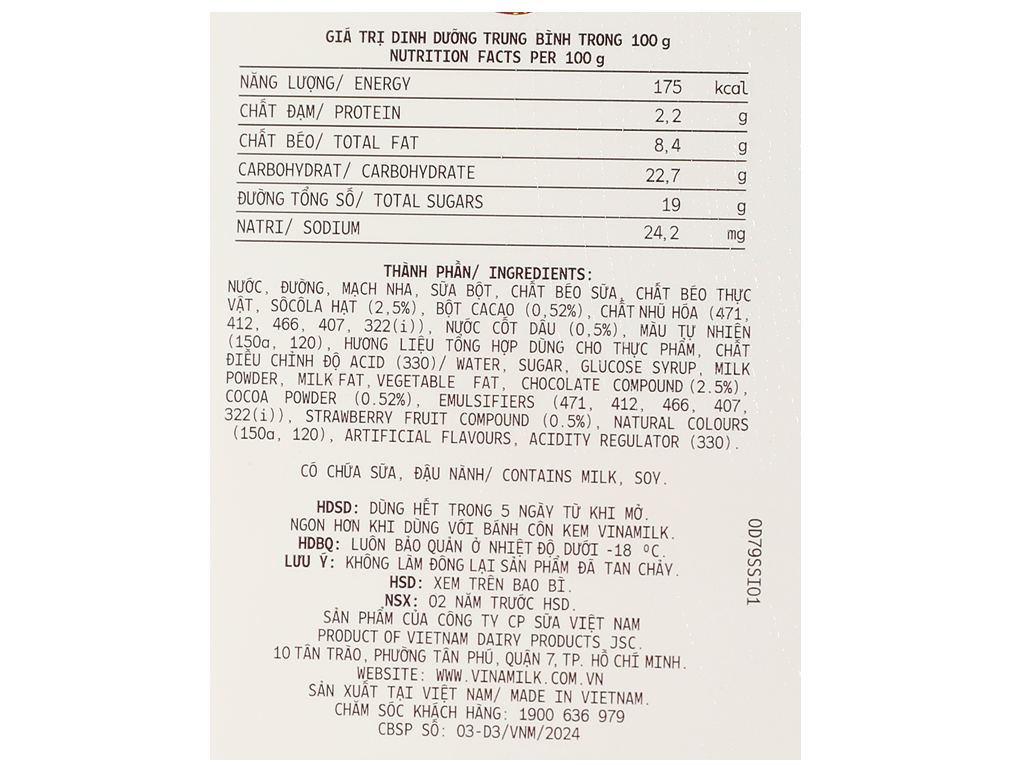 GIÁ TRỊ DINH DƯỠNG TRUNG BÌNH TRONG 100 g
NUTRITION FACTS PER 100 g
NĂNG LƯỢNG/ ENERGY 175 kcal
CHẤT ĐẠM/ PROTEIN 2,2 g
CHẤT BÉO/ TOTAL FAT 8,4 g
CARBOHYDRAT/ CARBOHYDRATE 22,7 g
ĐƯỜNG TỔNG SỐ/ TOTAL SUGARS 19 g
NATRI/ SODIUM 24,2 mg
THÀNH PHẦN/ INGREDIENTS:
NƯỚC, ĐƯỜNG, MẠCH NHA, SỮA BỘT, CHẤT BÉO SỮA, CHẤT BÉO THỰC
VẬT, SÔCÔLA HẠT (2,5%), BỘT CACAO (0,52%), CHẤT NHŨ HÓA (471,
412, 466, 407, 322(i)), NƯỚC CỐT DÂU (0,5%), MÀU TỰ NHIÊN
(150a, 120), HƯƠNG LIỆU TỔNG HỢP DÙNG CHO THỰC PHẨM, CHẤT
ĐIỀU CHỈNH ĐỘ ACID (330)/ WATER, SUGAR, GLUCOSE SYRUP, MILK
POWDER, MILK FAT, VEGETABLE FAT, CHOCOLATE COMPOUND (2.5%),
COCOA POWDER (0.52%), EMULSIFIERS (471, 412, 466, 407,
322(i)), STRAWBERRY FRUIT COMPOUND (0.5%), NATURAL COLOURS
(150a, 120), ARTIFICIAL FLAVOURS, ACIDITY REGULATOR (330).
CÓ CHỨA SỮA, ĐẬU NÀNH/ CONTAINS MILK, SOY.
HDSD: DÙNG HẾT TRONG 5 NGÀY TỪ KHI MỞ.
NGON HƠN KHI DÙNG VỚI BÁNH CÔN KEM VINAMILK.
HDBQ: LUÔN BẢO QUẢN Ở NHIỆT ĐỘ DƯỚI -18 ºC.
LƯU Ý: KHÔNG LÀM ĐÔNG LẠI SẢN PHẨM ĐÃ TAN CHẢY.
HSD: XEM TRÊN BAO BÌ.
NSX: 02 NĂM TRƯỚC HSD.
SẢN PHẨM CỦA CÔNG TY CP SỮA VIỆT NAM
PRODUCT OF VIETNAM DAIRY PRODUCTS JSC.
10 TÂN TRÀO, PHƯỜNG TÂN PHÚ, QUẬN 7, TP. HỒ CHÍ MINH.
WEBSITE: WWW.VINAMILK.COM.VN
SẢN XUẤT TẠI VIỆT NAM/ MADE IN VIETNAM.
CHĂM SÓC KHÁCH HÀNG: 1900 636 979
CBSP SỐ: 03-D3/VNM/2024
OD79SSI01